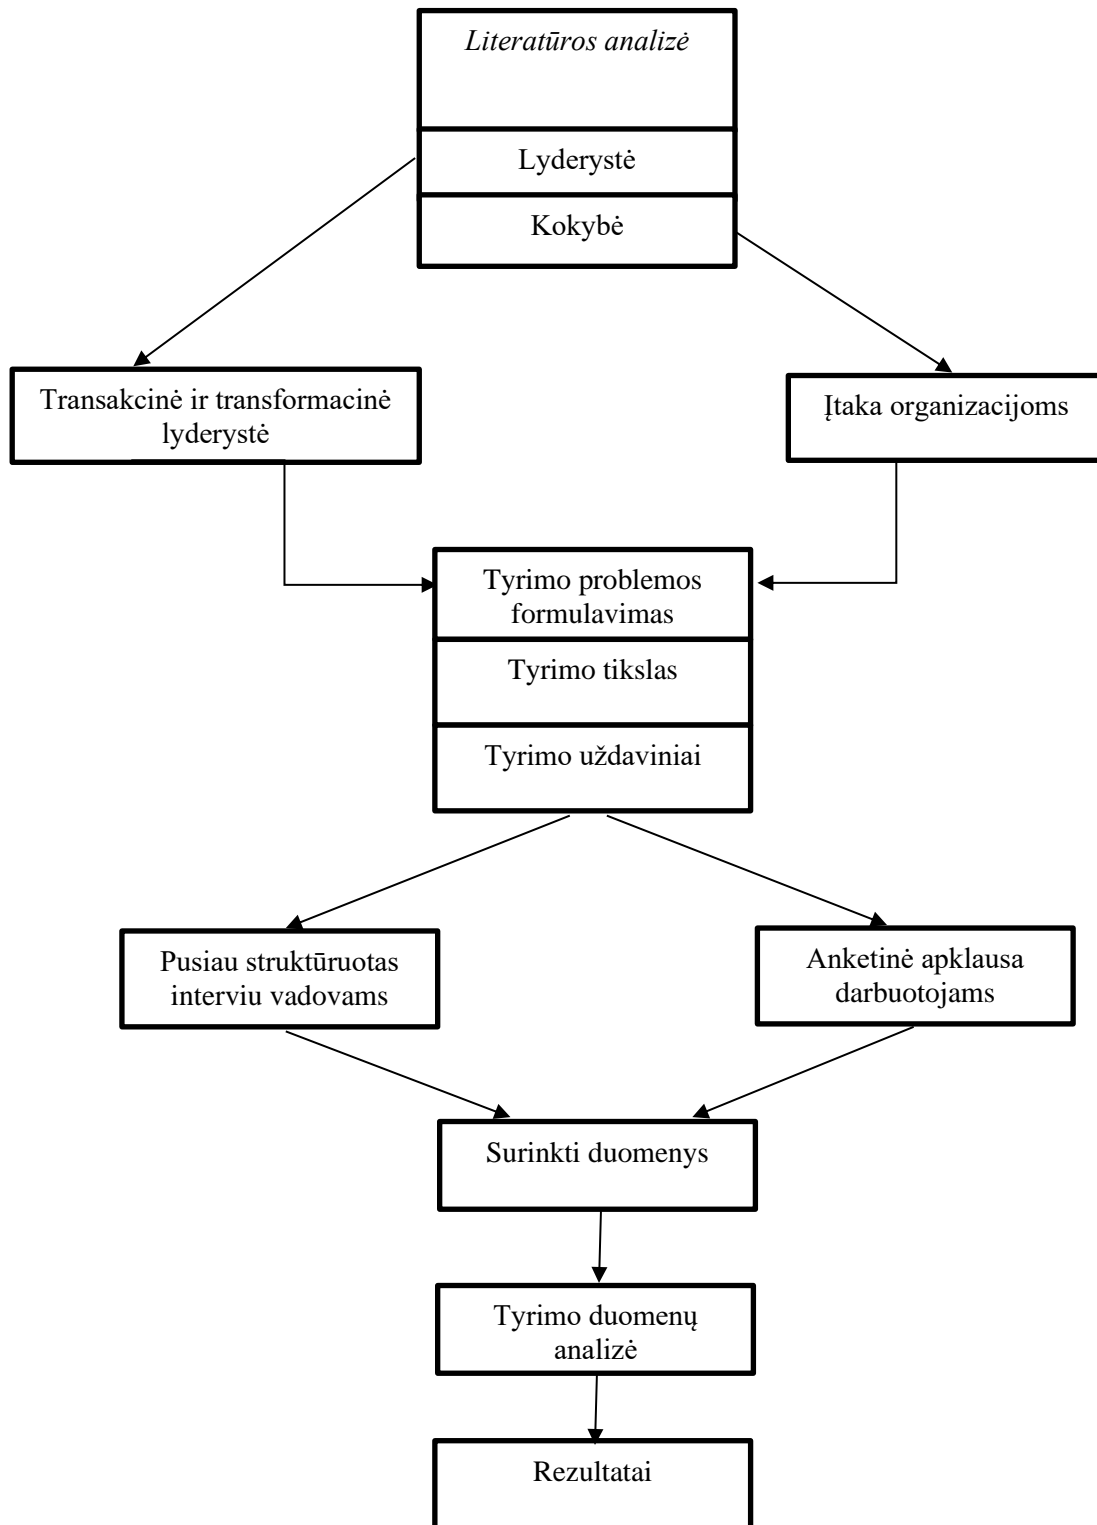 Literatūros analizė
Lyderystė
Kokybė
Transakcinė ir transformacinė
lyderystė
Įtaka organizacijoms
Tyrimo problemos
formulavimas
Tyrimo tikslas
Tyrimo uždaviniai
Pusiau struktūruotas
interviu vadovams
Anketinė apklausa
darbuotojams
Surinkti duomenys
Tyrimo duomenų
analizė
Rezultatai